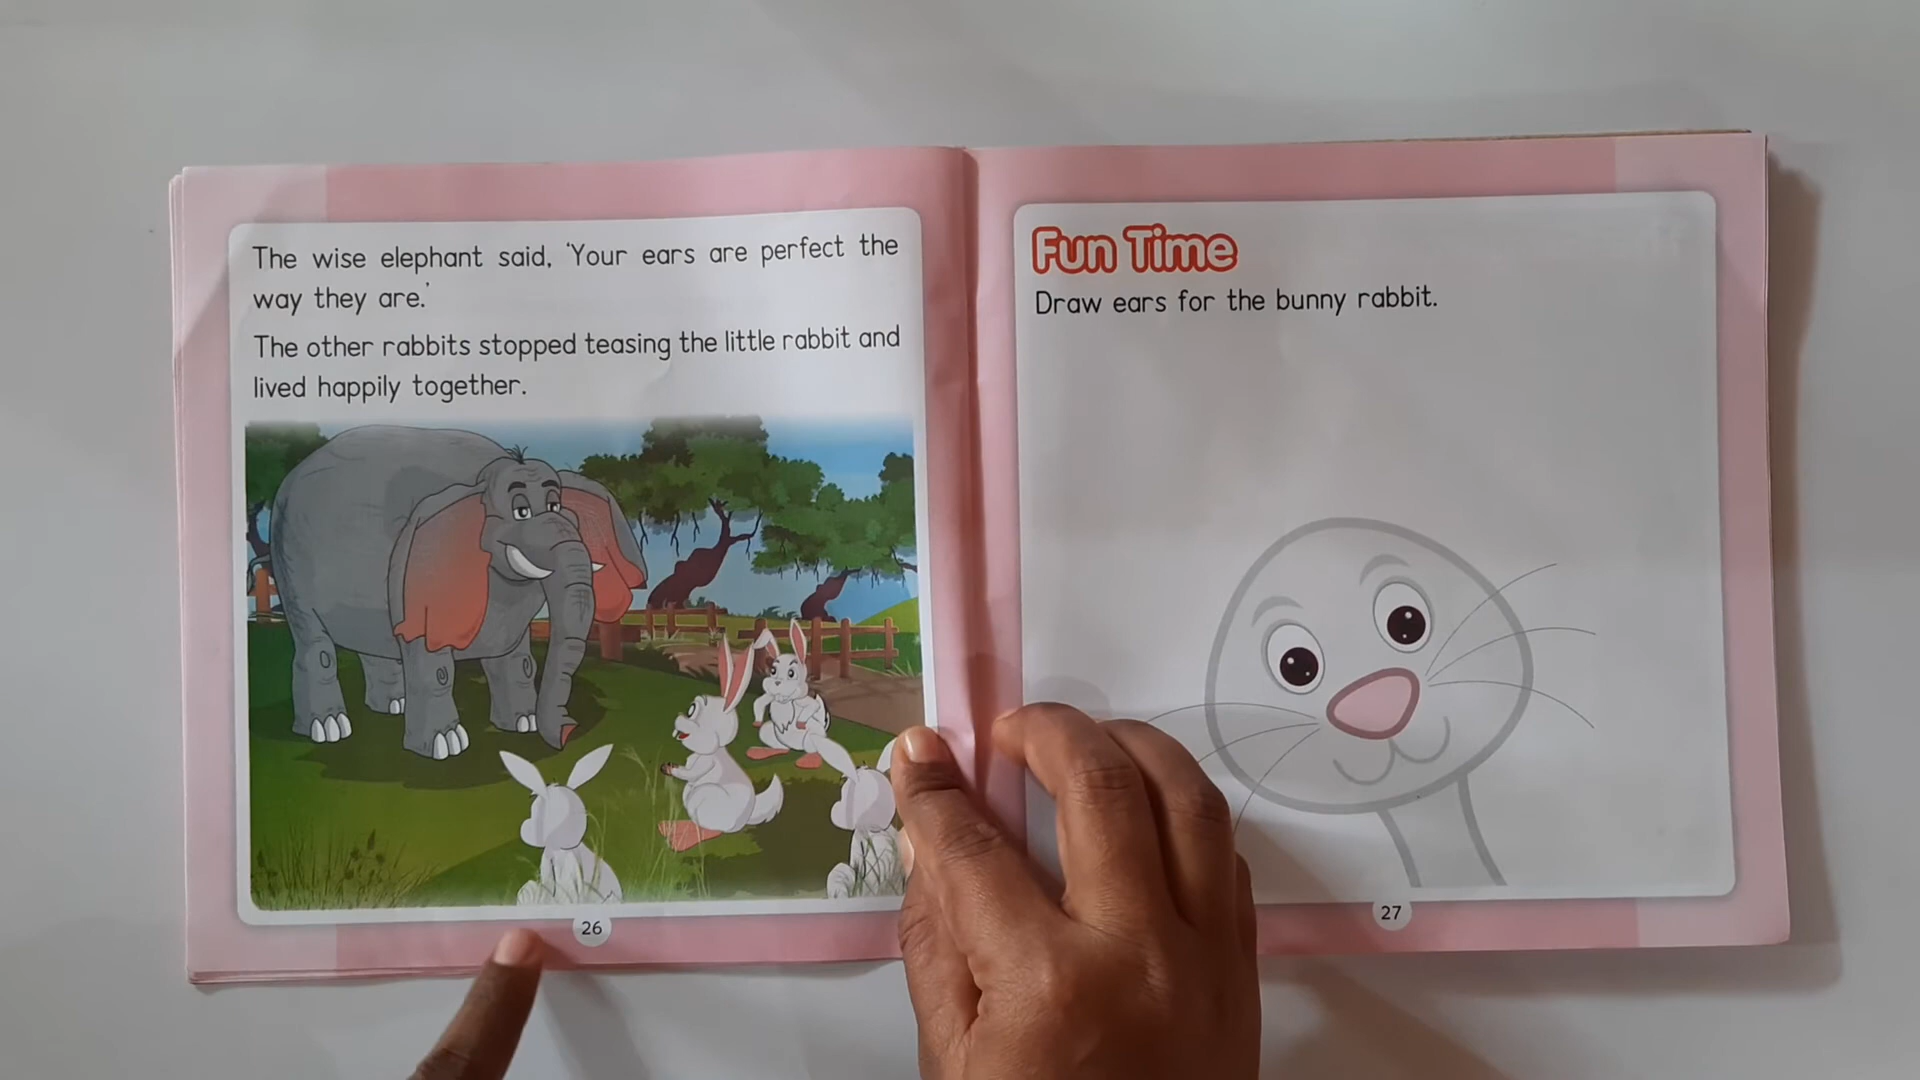 The wise elephant said, ‘Your ears are perfect the
way they are.’
The other rabbits stopped teasing the little rabbit and
lived happily together.
26
Fun Time
Draw ears for the bunny rabbit.
27